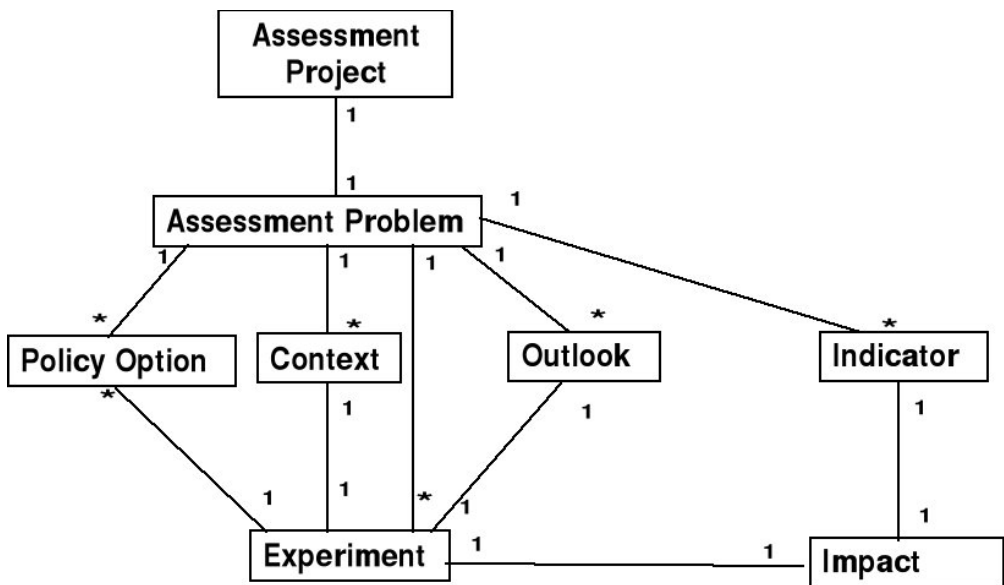 Assessment
Project
1
1
1
Assessment Problem
1
1
1
1
*
*
*
*
Policy Option
Context
Outlook
Indicator
*
1
1
1
1
1
*
1
1
Experiment
1
1
Impact